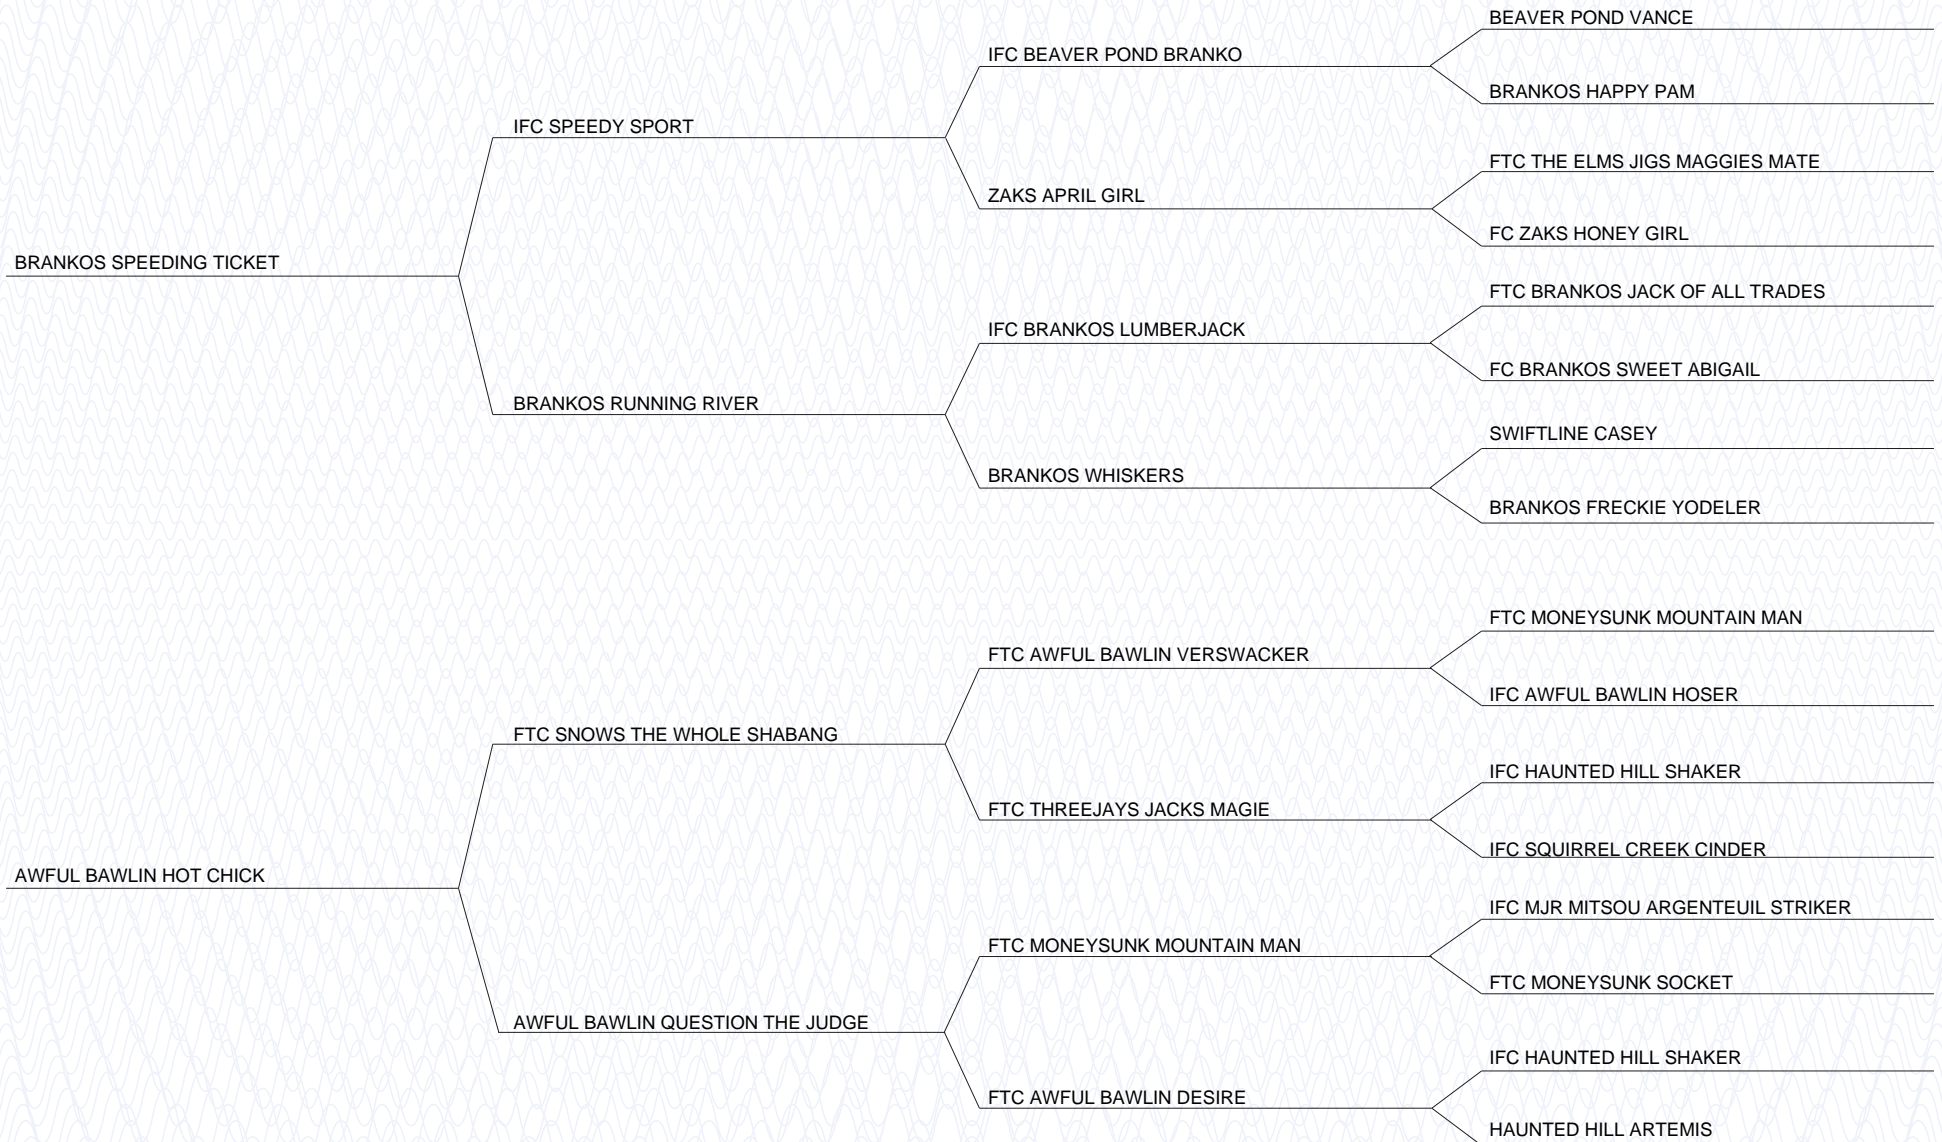 BEAVER POND VANCE
IFC BEAVER POND BRANKO
BRANKOS HAPPY PAM
IFC SPEEDY SPORT
FTC THE ELMS JIGS MAGGIES MATE
ZAKS APRIL GIRL
FC ZAKS HONEY GIRL
BRANKOS SPEEDING TICKET
FTC BRANKOS JACK OF ALL TRADES
IFC BRANKOS LUMBERJACK
FC BRANKOS SWEET ABIGAIL
BRANKOS RUNNING RIVER
SWIFTLINE CASEY
BRANKOS WHISKERS
BRANKOS FRECKIE YODELER
FTC MONEYSUNK MOUNTAIN MAN
FTC AWFUL BAWLIN VERSWACKER
IFC AWFUL BAWLIN HOSER
FTC SNOWS THE WHOLE SHABANG
IFC HAUNTED HILL SHAKER
FTC THREEJAYS JACKS MAGIE
IFC SQUIRREL CREEK CINDER
AWFUL BAWLIN HOT CHICK
IFC MJR MITSOU ARGENTEUIL STRIKER
FTC MONEYSUNK MOUNTAIN MAN
FTC MONEYSUNK SOCKET
AWFUL BAWLIN QUESTION THE JUDGE
IFC HAUNTED HILL SHAKER
FTC AWFUL BAWLIN DESIRE
HAUNTED HILL ARTEMIS